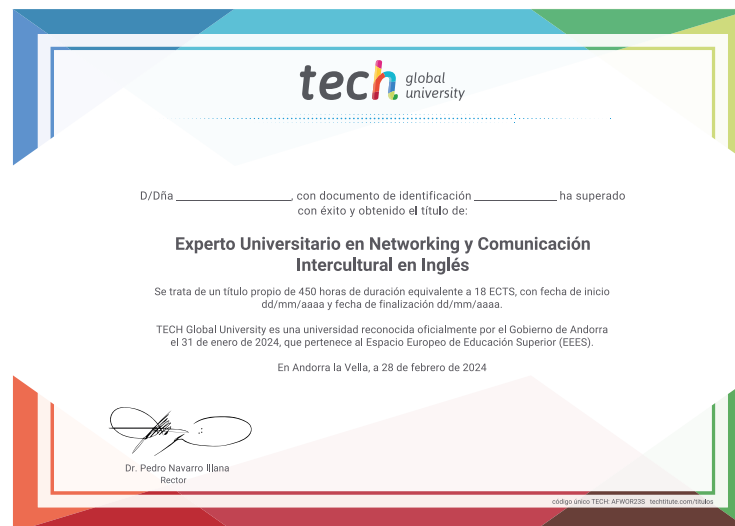 tech global university
D/Dña ____________________, con documento de identificación ______________ ha superado
con éxito y obtenido el título de:
Experto Universitario en Networking y Comunicación
Intercultural en Inglés
Se trata de un título propio de 450 horas de duración equivalente a 18 ECTS, con fecha de inicio
dd/mm/aaaa y fecha de finalización dd/mm/aaaa.
TECH Global University es una universidad reconocida oficialmente por el Gobierno de Andorra
el 31 de enero de 2024, que pertenece al Espacio Europeo de Educación Superior (EEES).
En Andorra la Vella, a 28 de febrero de 2024
Dr. Pedro Navarro Illana
Rector
código único TECH: AFWOR23S techtitute.com/titulos